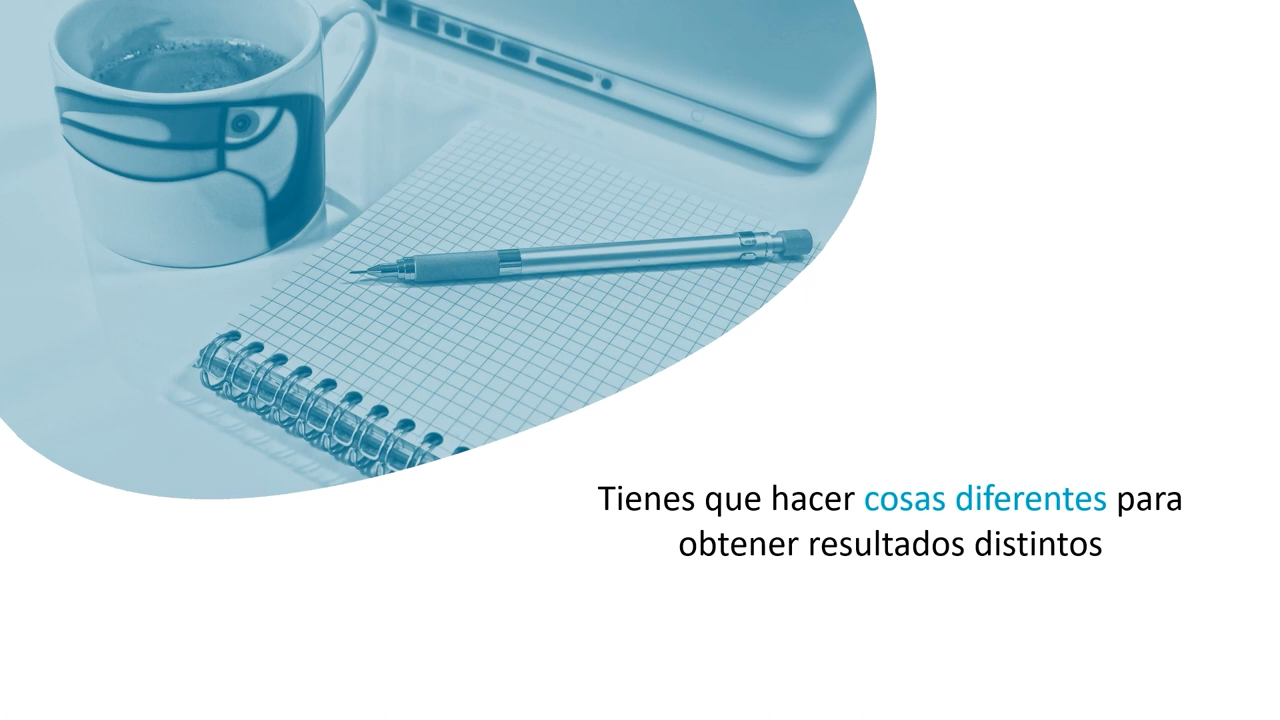 Tienes que hacer cosas diferentes para
obtener resultados distintos